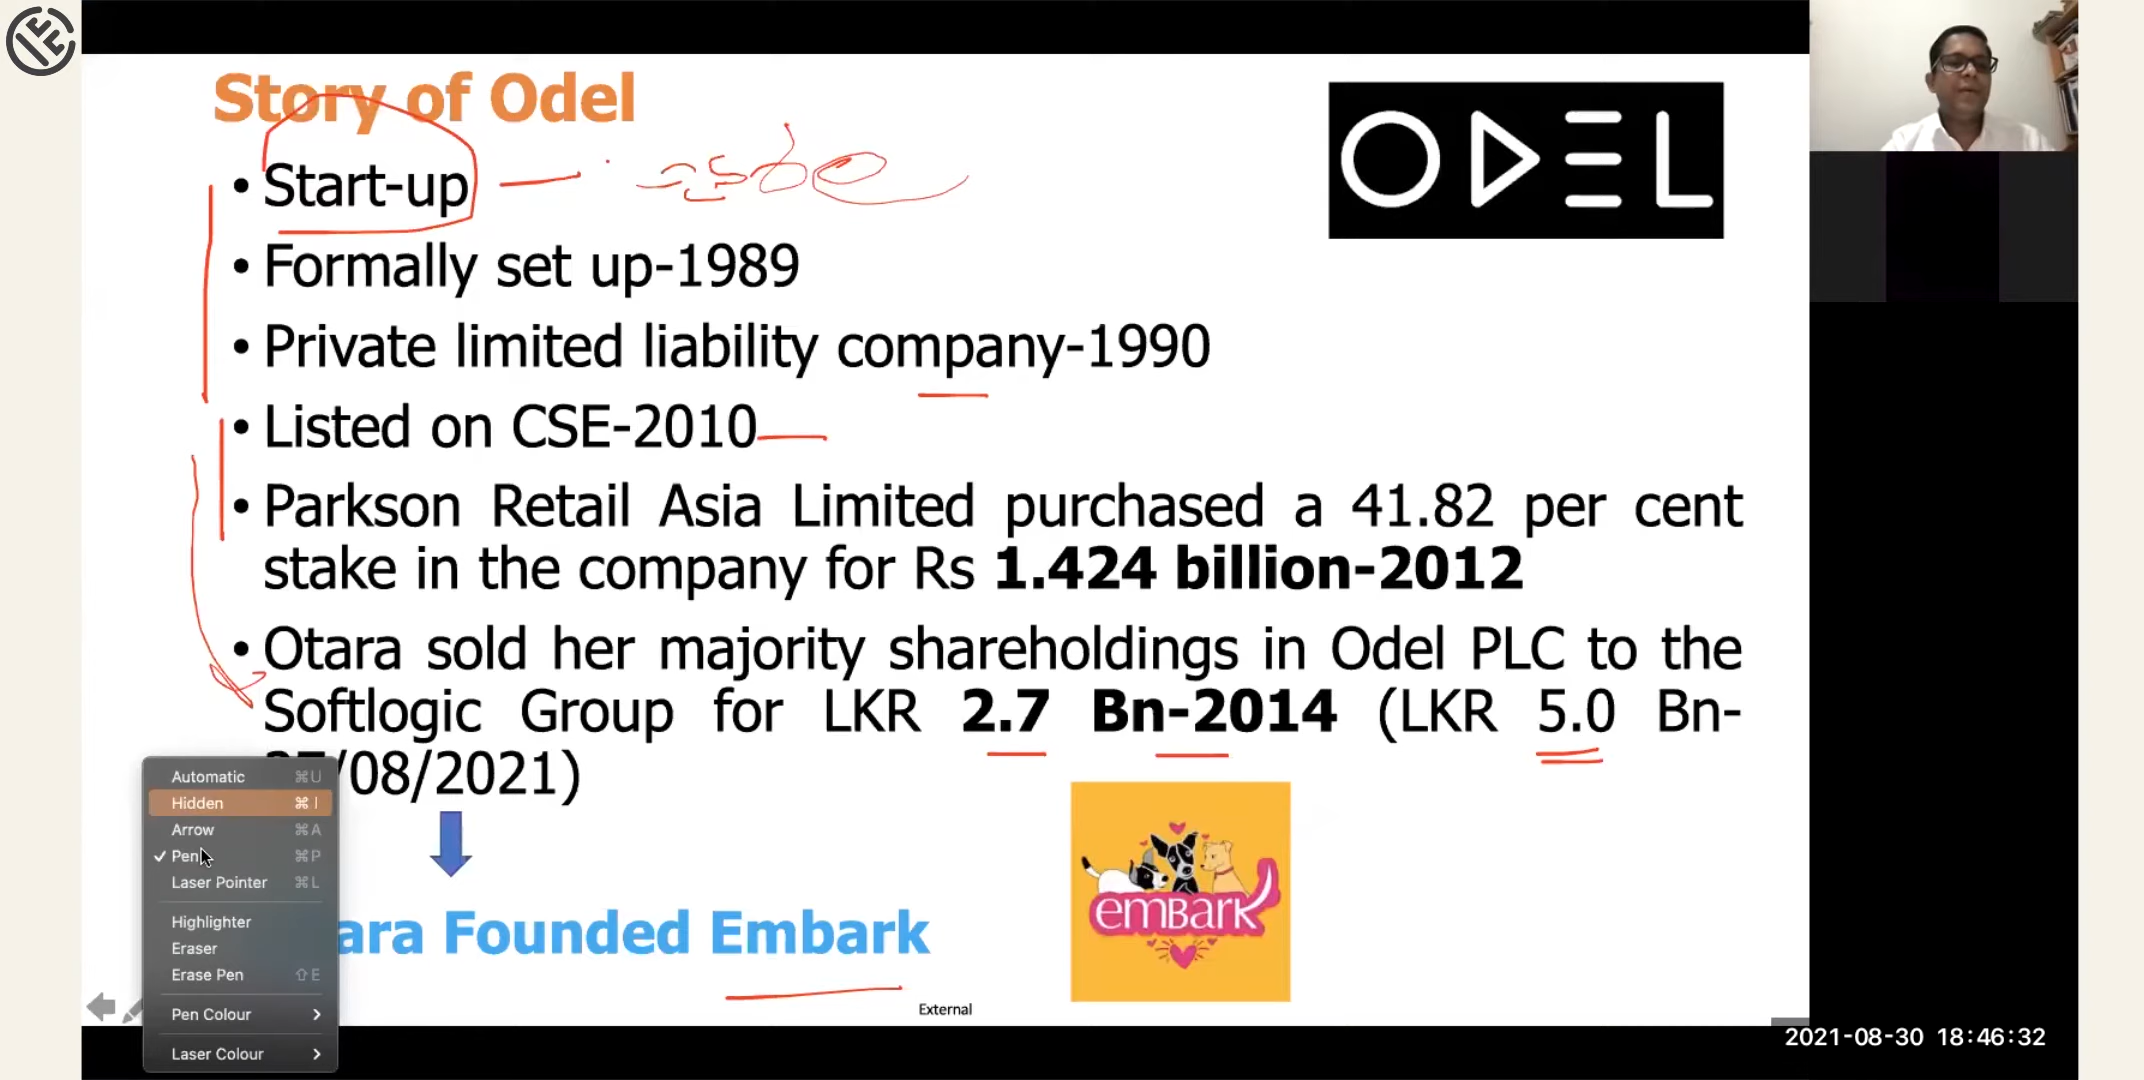 Story of Odel
ODEL
• Start-up
• Formally set up-1989
• Private limited liability company-1990
• Listed on CSE-2010
• Parkson Retail Asia Limited purchased a 41.82 per cent
stake in the company for Rs 1.424 billion-2012
• Otara sold her majority shareholdings in Odel PLC to the
Softlogic Group for LKR 2.7 Bn-2014 (LKR 5.0 Bn-
/08/2021)
Automatic ⌘U
Hidden ⌘I
Arrow ⌘A
✓ Pen ⌘P
Laser Pointer ⌘L
Highlighter
Eraser
Erase Pen ⇧E
Pen Colour >
Laser Colour >
ara Founded Embark
emBark
External
2021-08-30 18:46:32